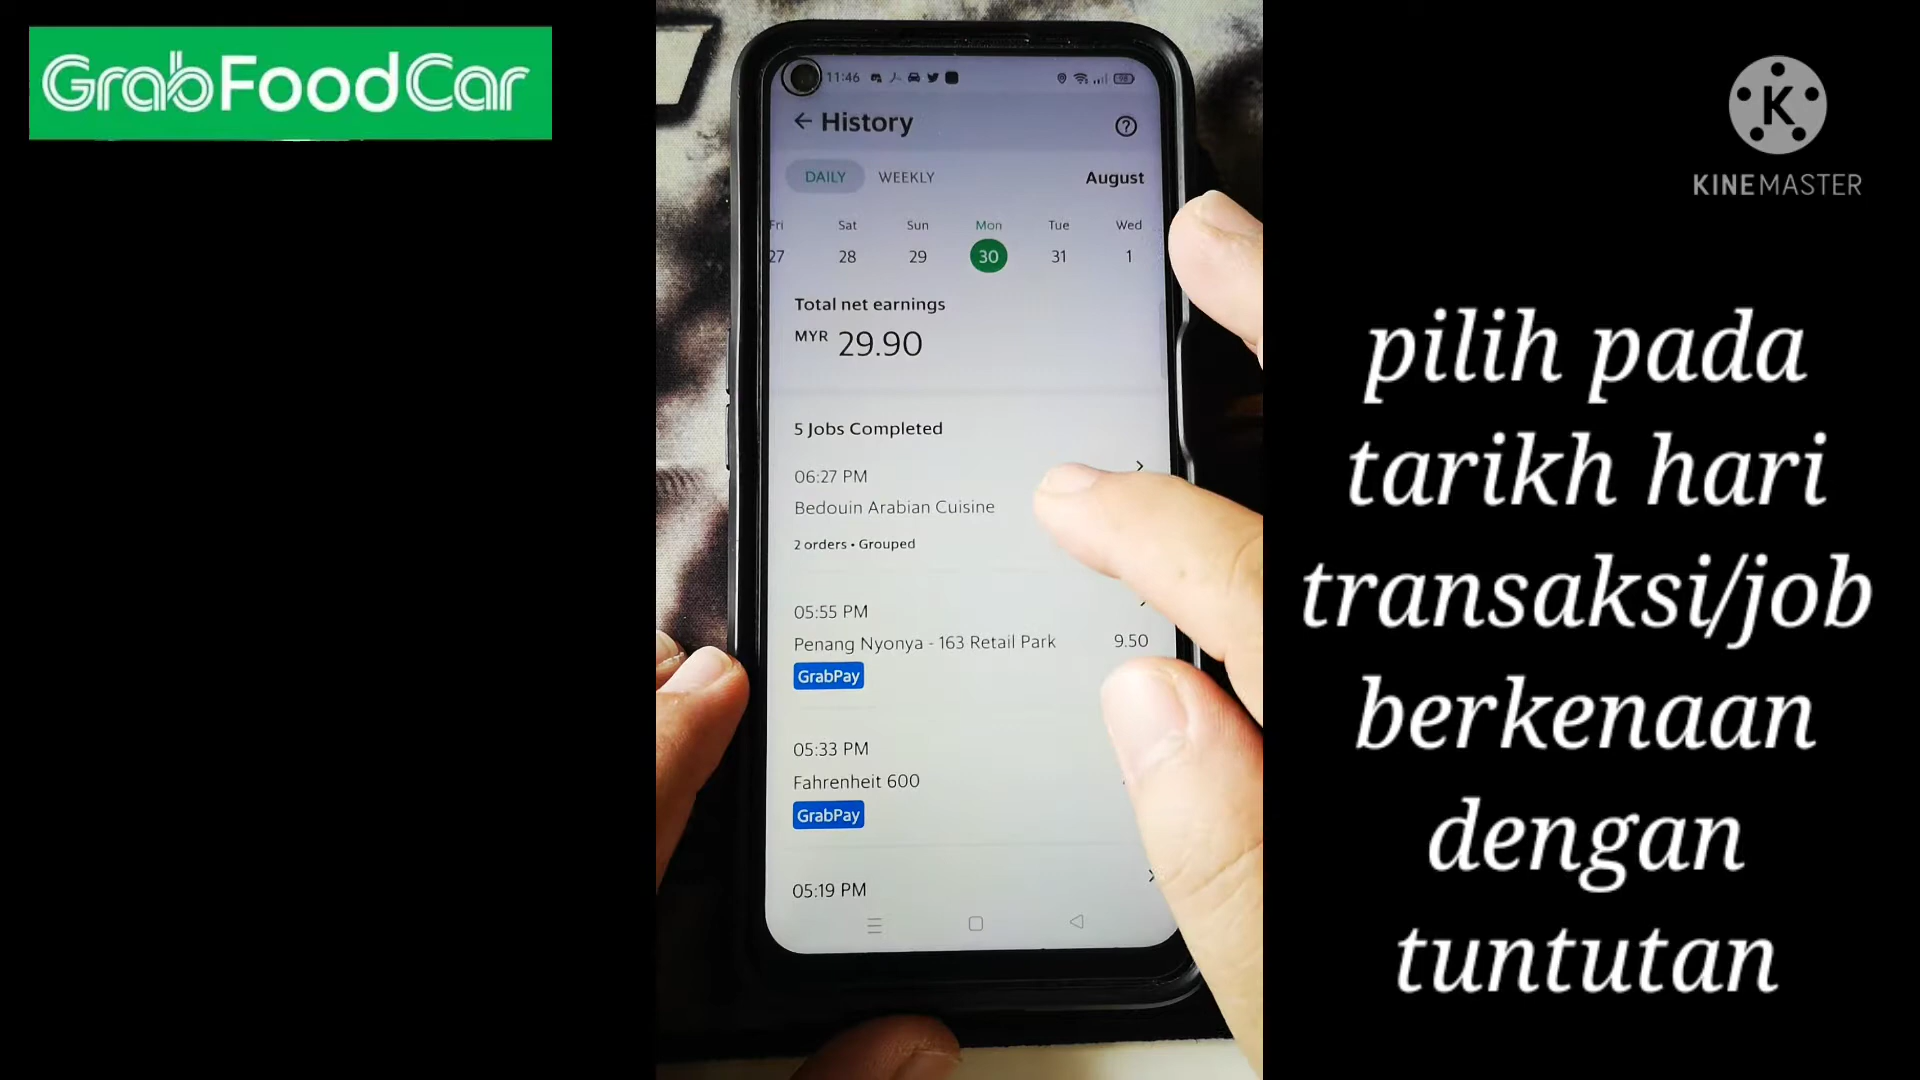 GrabFoodCar
11:46
98
History
DAILY WEEKLY August
Fri Sat Sun Mon Tue Wed
27 28 29 30 31 1
Total net earnings
MYR 29.90
5 Jobs Completed
06:27 PM
Bedouin Arabian Cuisine
2 orders • Grouped
05:55 PM
Penang Nyonya - 163 Retail Park 9.50
GrabPay
05:33 PM
Fahrenheit 600
GrabPay
05:19 PM
K
KINEMASTER
pilih pada
tarikh hari
transaksi/job
berkenaan
dengan
tuntutan